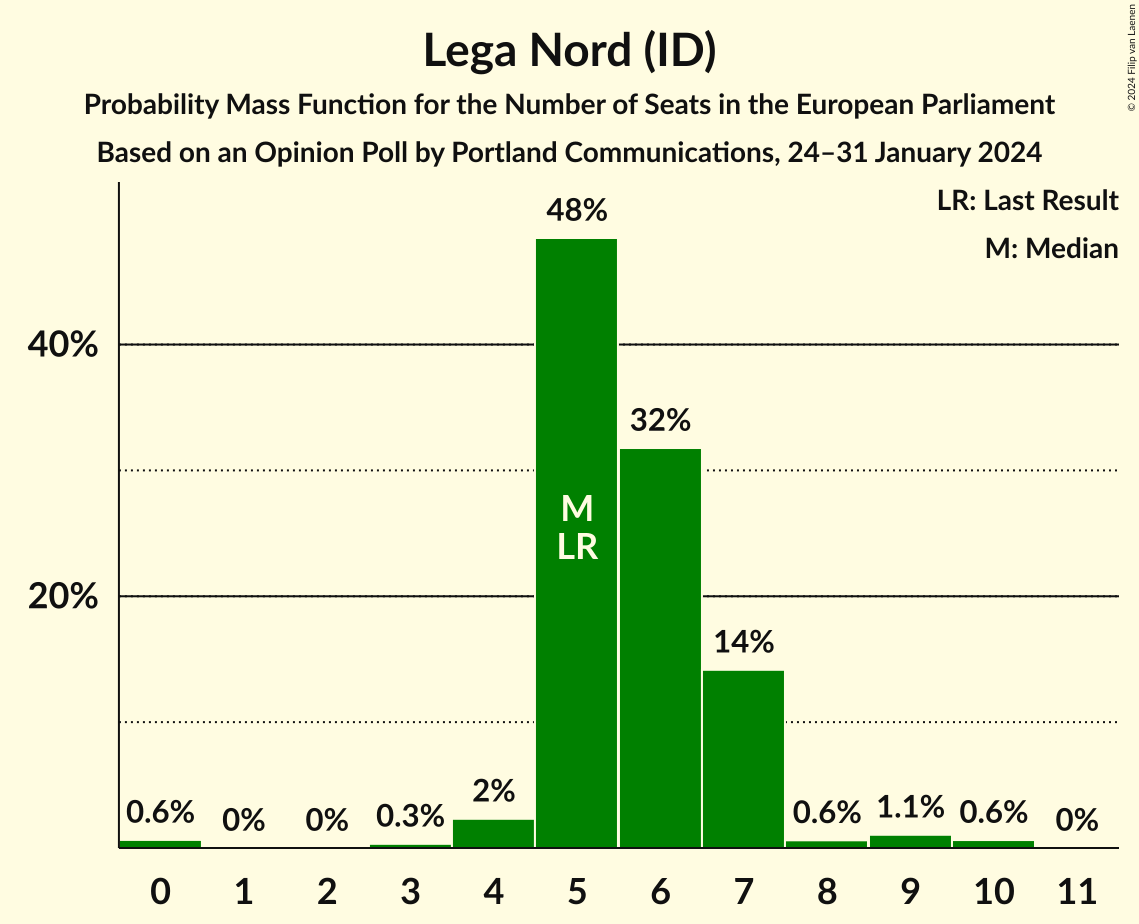 Lega Nord (ID)
Probability Mass Function for the Number of Seats in the European Parliament
Based on an Opinion Poll by Portland Communications, 24–31 January 2024
© 2024 Filip van Laenen
LR: Last Result
M: Median
48%
40%
32%
M
LR
20%
14%
0.6% 0% 0% 0.3% 2% 0.6% 1.1% 0.6% 0%
0 1 2 3 4 5 6 7 8 9 10 11